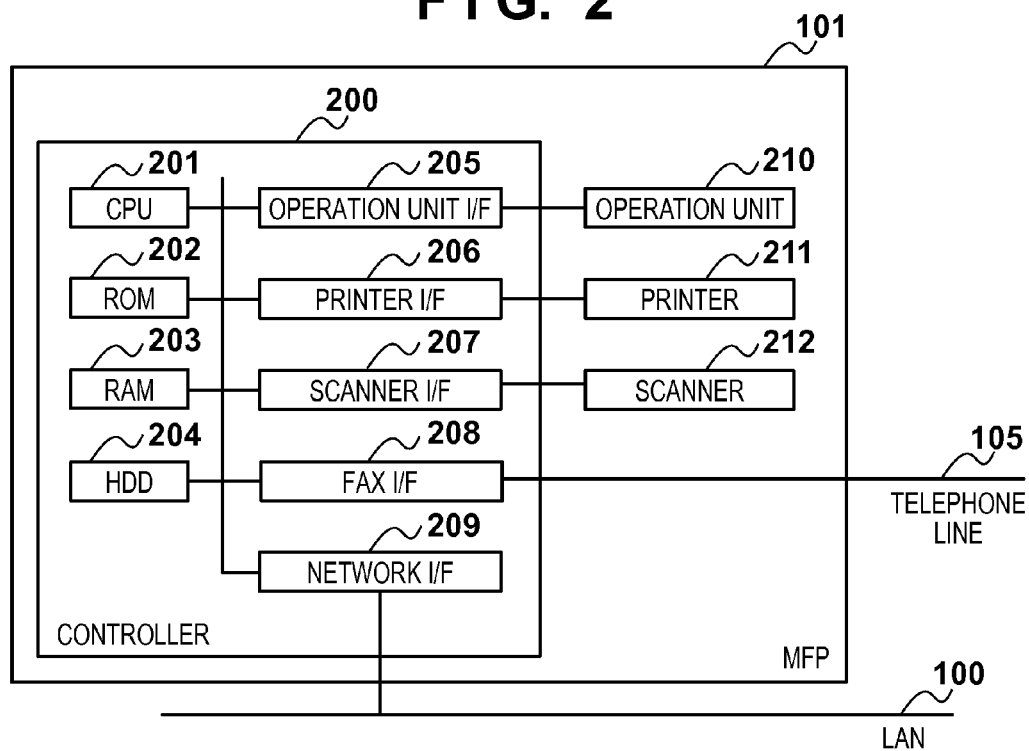 FIG. 2
101
200
201 205 210
CPU OPERATION UNIT I/F OPERATION UNIT
202 206 211
ROM PRINTER I/F PRINTER
203 207 212
RAM SCANNER I/F SCANNER
204 208 105
HDD FAX I/F
TELEPHONE
LINE
209
NETWORK I/F
CONTROLLER
MFP
100
LAN